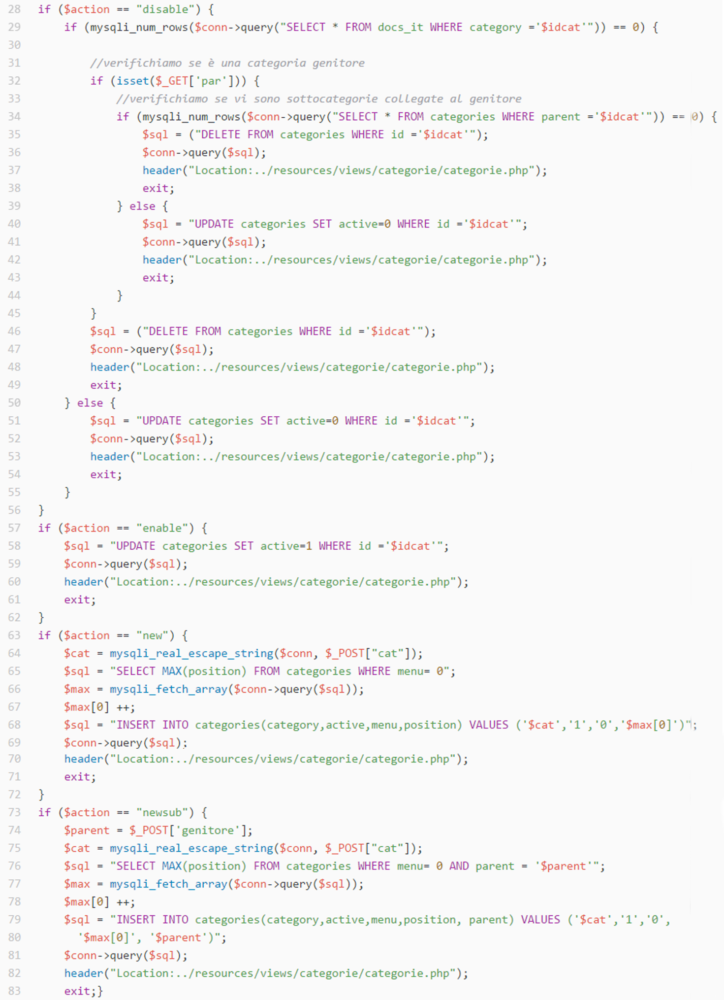 28 if ($action == "disable") {
29 if (mysqli_num_rows($conn->query("SELECT * FROM docs_it WHERE category ='$idcat'")) == 0) {
30
31 //verifichiamo se è una categoria genitore
32 if (isset($_GET['par'])) {
33 //verifichiamo se vi sono sottocategorie collegate al genitore
34 if (mysqli_num_rows($conn->query("SELECT * FROM categories WHERE parent ='$idcat'")) == 0) {
35 $sql = ("DELETE FROM categories WHERE id ='$idcat'");
36 $conn->query($sql);
37 header("Location:../resources/views/categorie/categorie.php");
38 exit;
39 } else {
40 $sql = "UPDATE categories SET active=0 WHERE id ='$idcat'";
41 $conn->query($sql);
42 header("Location:../resources/views/categorie/categorie.php");
43 exit;
44 }
45 }
46 $sql = ("DELETE FROM categories WHERE id ='$idcat'");
47 $conn->query($sql);
48 header("Location:../resources/views/categorie/categorie.php");
49 exit;
50 } else {
51 $sql = "UPDATE categories SET active=0 WHERE id ='$idcat'";
52 $conn->query($sql);
53 header("Location:../resources/views/categorie/categorie.php");
54 exit;
55 }
56 }
57 if ($action == "enable") {
58 $sql = "UPDATE categories SET active=1 WHERE id ='$idcat'";
59 $conn->query($sql);
60 header("Location:../resources/views/categorie/categorie.php");
61 exit;
62 }
63 if ($action == "new") {
64 $cat = mysqli_real_escape_string($conn, $_POST["cat"]);
65 $sql = "SELECT MAX(position) FROM categories WHERE menu= 0";
66 $max = mysqli_fetch_array($conn->query($sql));
67 $max[0] ++;
68 $sql = "INSERT INTO categories(category,active,menu,position) VALUES ('$cat','1','0','$max[0]')";
69 $conn->query($sql);
70 header("Location:../resources/views/categorie/categorie.php");
71 exit;
72 }
73 if ($action == "newsub") {
74 $parent = $_POST['genitore'];
75 $cat = mysqli_real_escape_string($conn, $_POST["cat"]);
76 $sql = "SELECT MAX(position) FROM categories WHERE menu= 0 AND parent = '$parent'";
77 $max = mysqli_fetch_array($conn->query($sql));
78 $max[0] ++;
79 $sql = "INSERT INTO categories(category,active,menu,position, parent) VALUES ('$cat','1','0',
80 '$max[0]', '$parent')";
81 $conn->query($sql);
82 header("Location:../resources/views/categorie/categorie.php");
83 exit;}